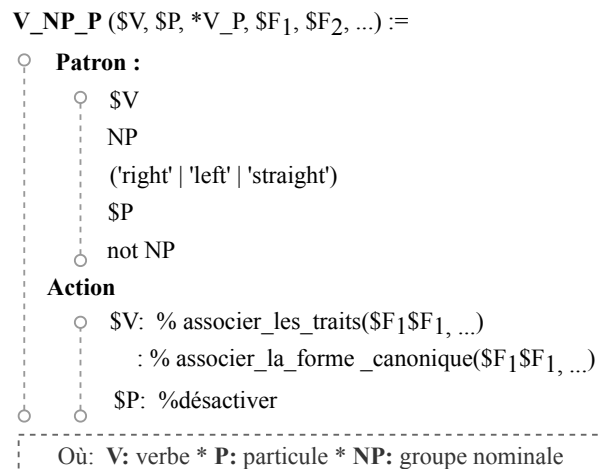 V_NP_P ($V, $P, *V_P, $F1, $F2, ...) :=
Patron :
$V
NP
('right' | 'left' | 'straight')
$P
not NP
Action
$V: % associer_les_traits($F1$F1, ...)
: % associer_la_forme _canonique($F1$F1, ...)
$P: %désactiver
Où: V: verbe * P: particule * NP: groupe nominale